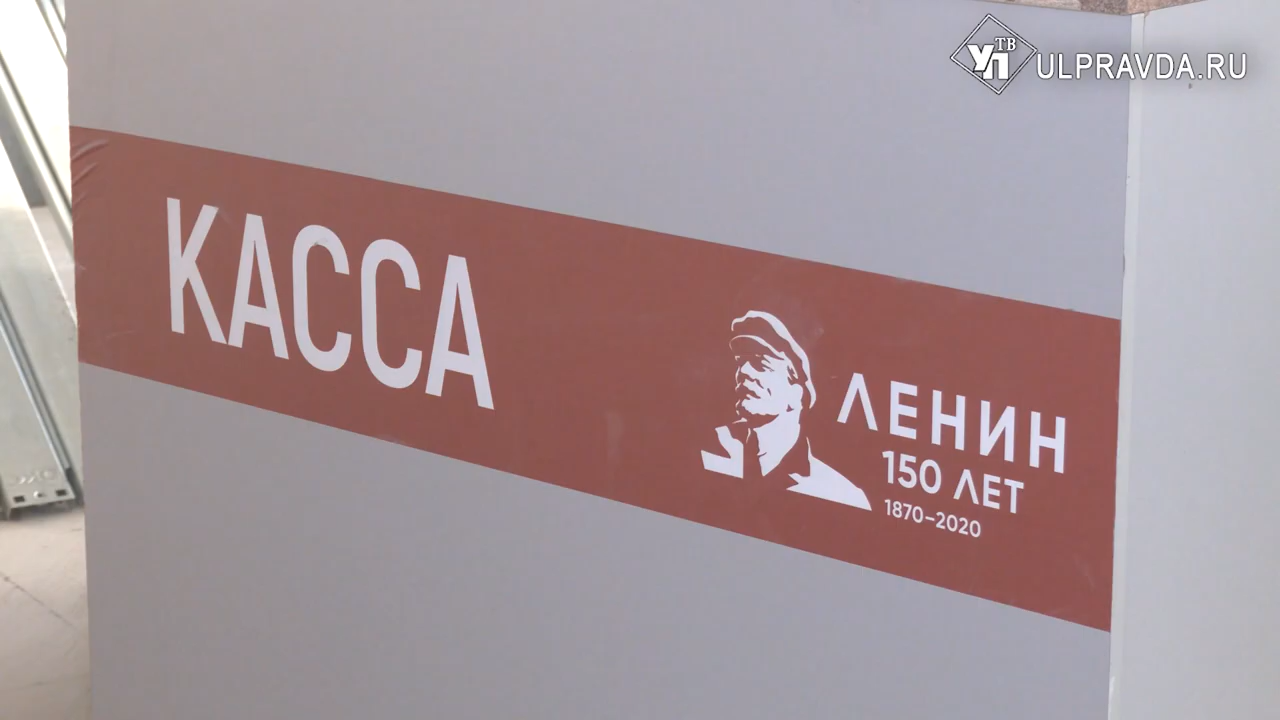 УП ТВ
ULPRAVDA.RU
КАССА
ЛЕНИН
150 ЛЕТ
1870-2020